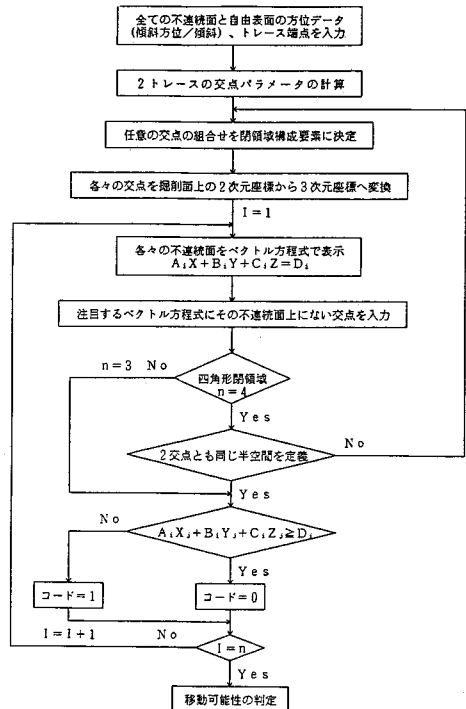 全ての不連続面と自由表面の方位データ
(傾斜方位／傾斜)、トレース端点を入力
2トレースの交点パラメータの計算
任意の交点の組合せを閉領域構成要素に決定
各々の交点を掘削面上の2次元座標から3次元座標へ変換
I=1
各々の不連続面をベクトル方程式で表示
AᵢX+BᵢY+CᵢZ=Dᵢ
注目するベクトル方程式にその不連続面上にない交点を入力
n=3 No
四角形閉領域
n=4
Yes
No
2交点とも同じ半空間を定義
Yes
No
AᵢXⱼ+BᵢYⱼ+CᵢZⱼ≧Dᵢ
Yes
コード=1
コード=0
I=I+1
No
I=n
Yes
移動可能性の判定